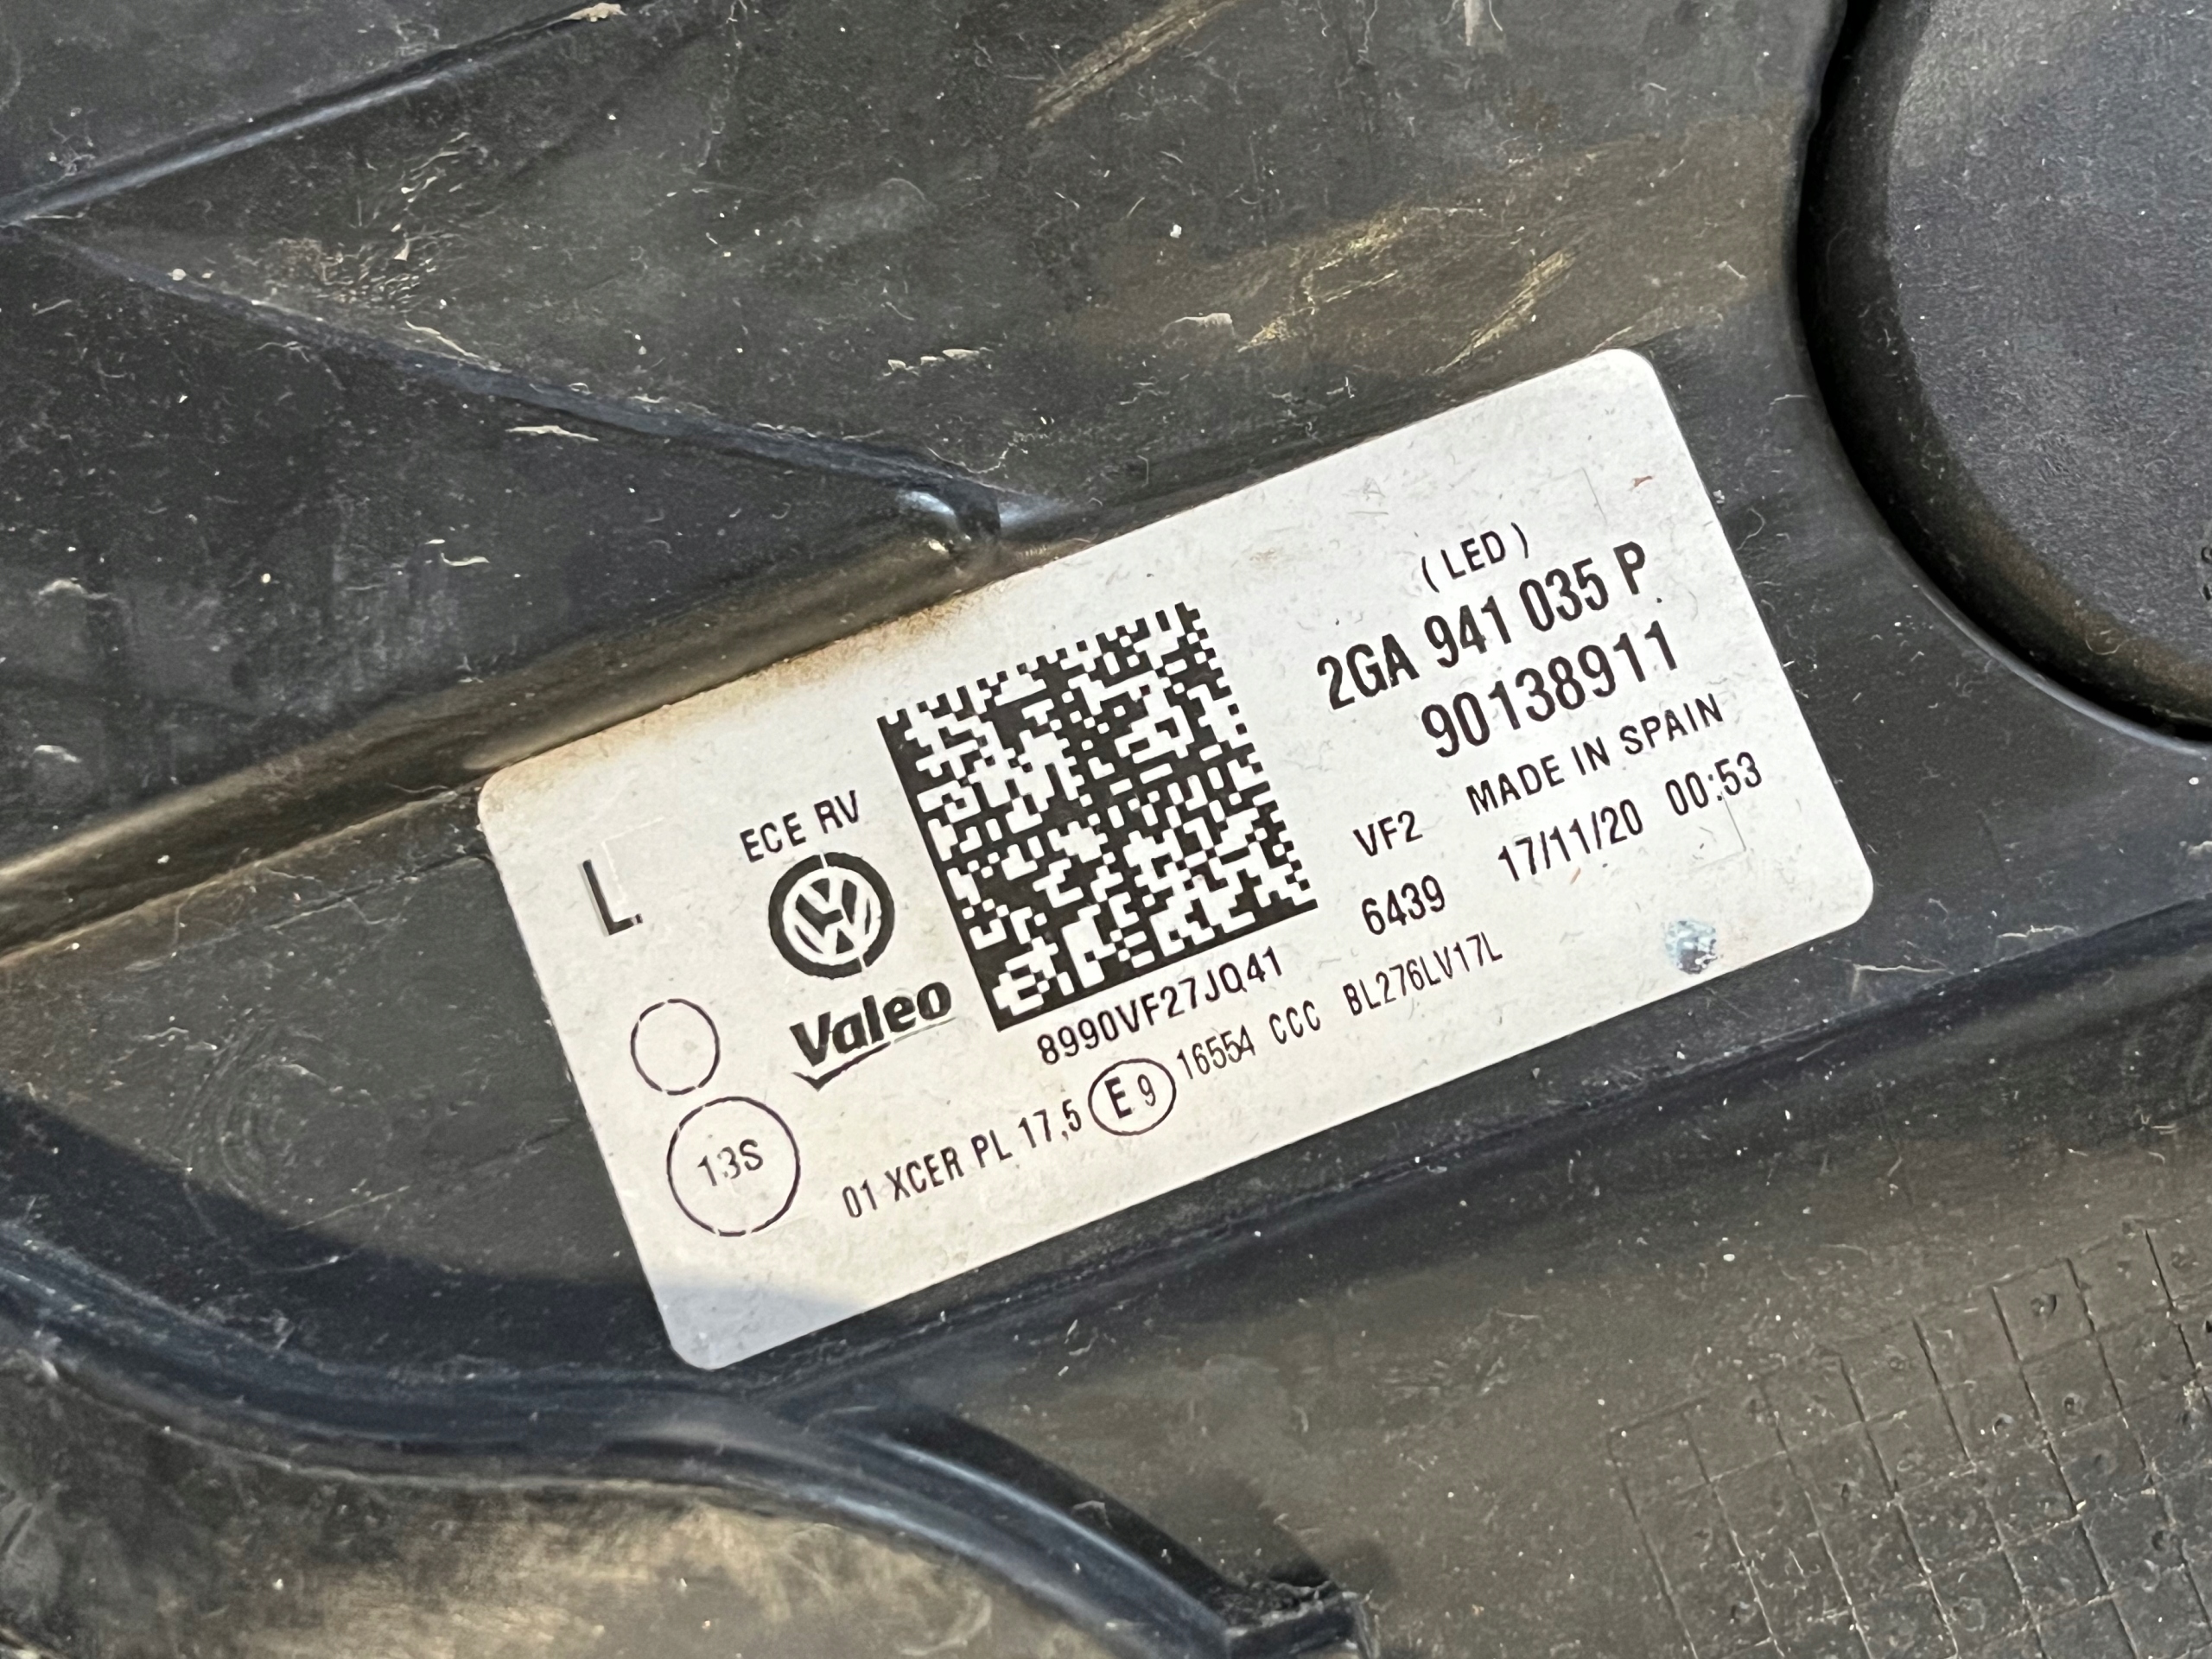 ( LED )
2GA 941 035 P
90138911
MADE IN SPAIN
VF2
17/11/20 00:53
6439
L
ECE RV
Valeo
8990VF27JQ41
13S
01 XCER PL 17,5 E 9 16554 CCC BL276LV17L